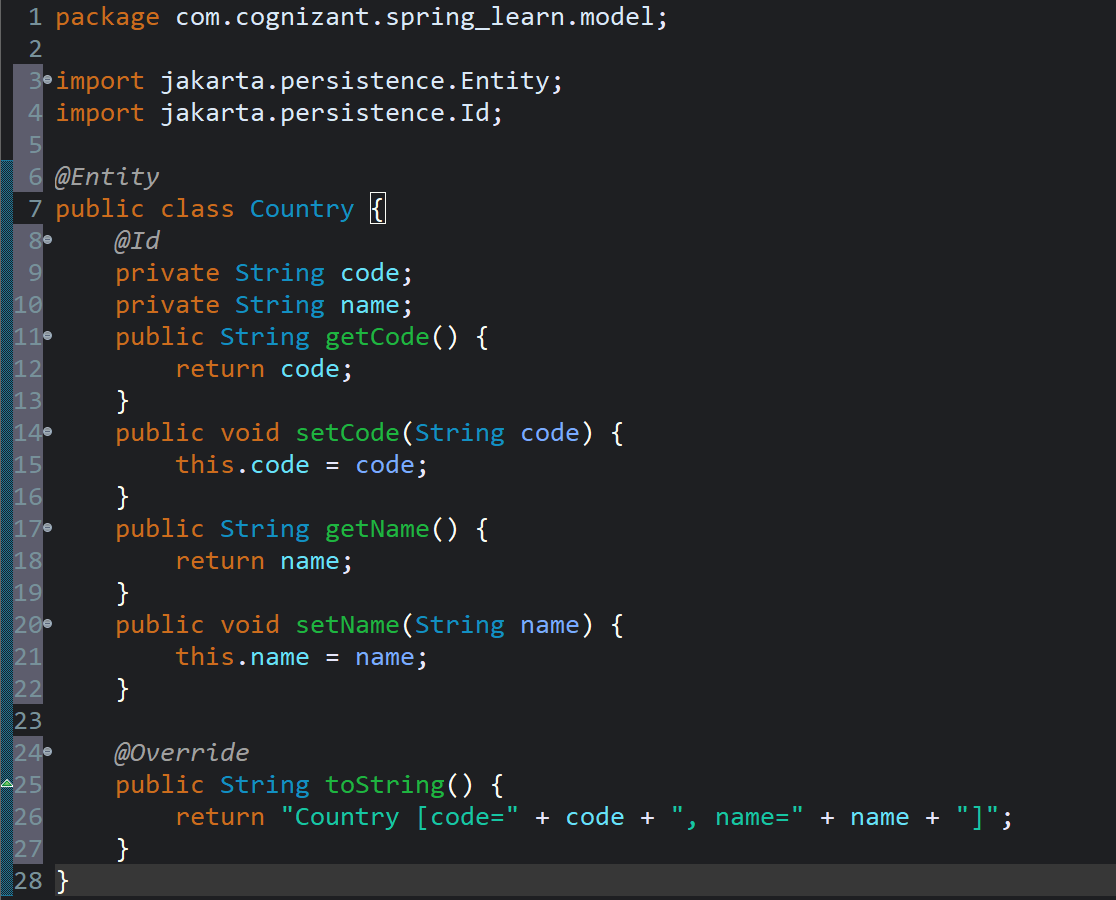 1 package com.cognizant.spring_learn.model;
2
3 import jakarta.persistence.Entity;
4 import jakarta.persistence.Id;
5
6 @Entity
7 public class Country {
8     @Id
9     private String code;
10     private String name;
11     public String getCode() {
12         return code;
13     }
14     public void setCode(String code) {
15         this.code = code;
16     }
17     public String getName() {
18         return name;
19     }
20     public void setName(String name) {
21         this.name = name;
22     }
23
24     @Override
25     public String toString() {
26         return "Country [code=" + code + ", name=" + name + "]";
27     }
28 }